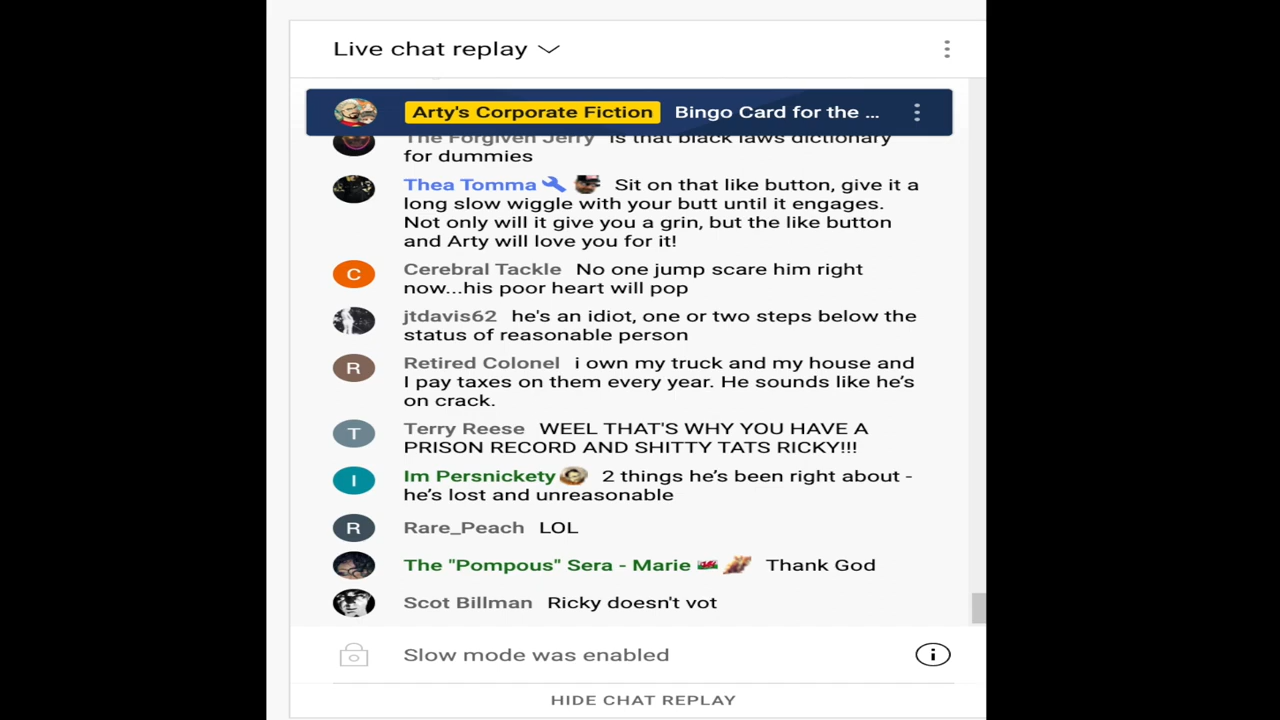 Live chat replay
Arty's Corporate Fiction Bingo Card for the ...
The Forgiven Jerry Is that black laws dictionary
for dummies
Thea Tomma Sit on that like button, give it a
long slow wiggle with your butt until it engages.
Not only will it give you a grin, but the like button
and Arty will love you for it!
C Cerebral Tackle No one jump scare him right
now...his poor heart will pop
jtdavis62 he's an idiot, one or two steps below the
status of reasonable person
R Retired Colonel i own my truck and my house and
I pay taxes on them every year. He sounds like he’s
on crack.
T Terry Reese WEEL THAT'S WHY YOU HAVE A
PRISON RECORD AND SHITTY TATS RICKY!!!
I Im Persnickety 2 things he’s been right about -
he’s lost and unreasonable
R Rare_Peach LOL
The "Pompous" Sera - Marie Thank God
Scot Billman Ricky doesn't vot
Slow mode was enabled
HIDE CHAT REPLAY